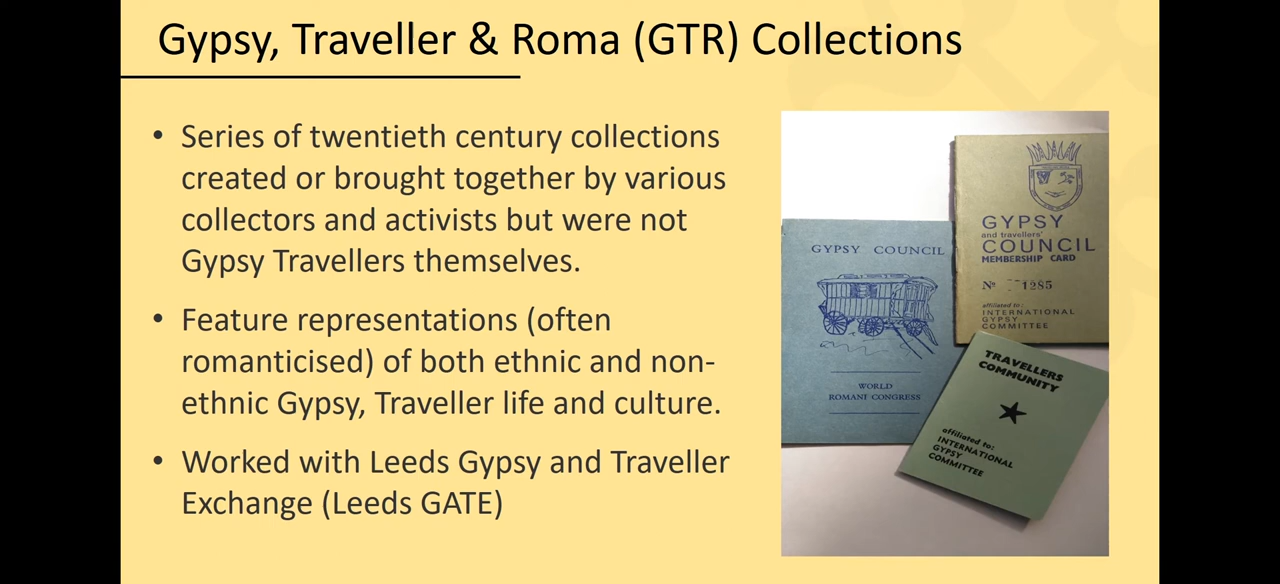 Gypsy, Traveller & Roma (GTR) Collections
• Series of twentieth century collections
created or brought together by various
collectors and activists but were not
Gypsy Travellers themselves.
• Feature representations (often
romanticised) of both ethnic and non-
ethnic Gypsy, Traveller life and culture.
• Worked with Leeds Gypsy and Traveller
Exchange (Leeds GATE)
GYPSY COUNCIL
WORLD
ROMANI CONGRESS
GYPSY
and travellers'
COUNCIL
MEMBERSHIP CARD
Nº 1285
affiliated to:
INTERNATIONAL
GYPSY
COMMITTEE
TRAVELLERS
COMMUNITY
affiliated to:
INTERNATIONAL
GYPSY
COMMITTEE